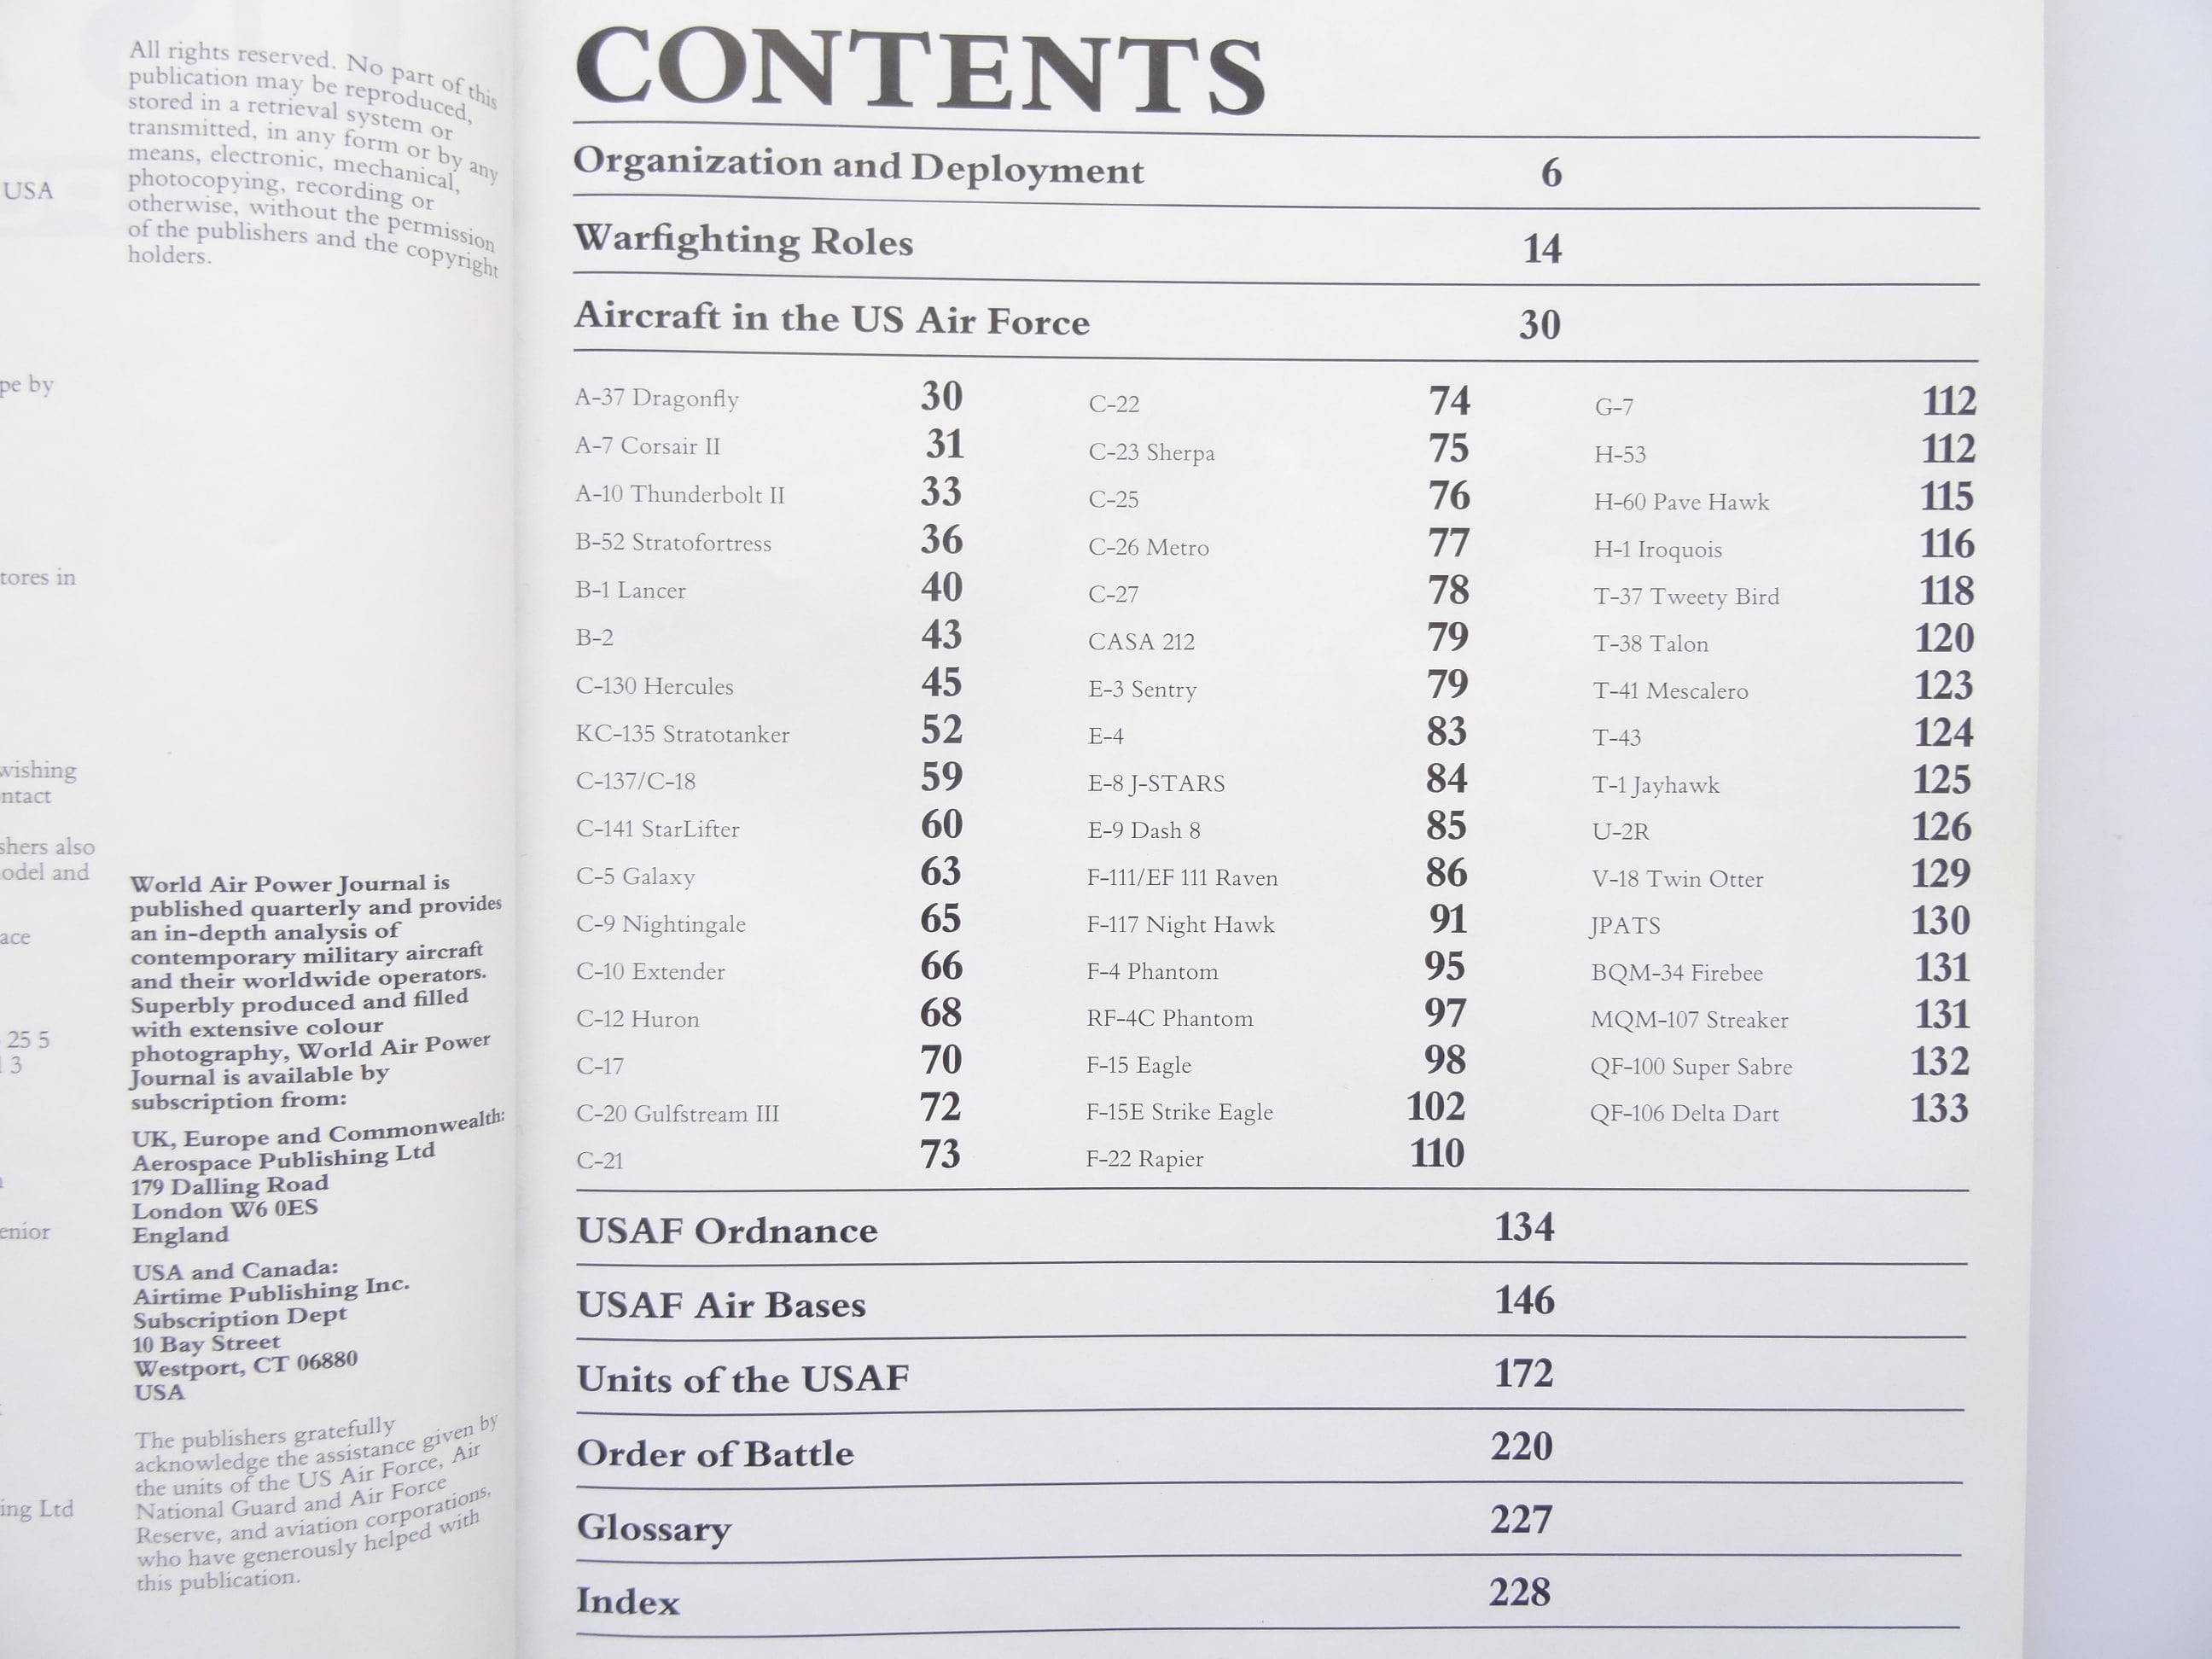 USA
pe by
tores in
wishing
ntact
shers also
odel and
ace
25 5
3
enior
ing Ltd
All rights reserved. No part of this
publication may be reproduced,
stored in a retrieval system or
transmitted, in any form or by any
means, electronic, mechanical,
photocopying, recording or
otherwise, without the permission
of the publishers and the copyright
holders.
World Air Power Journal is
published quarterly and provides
an in-depth analysis of
contemporary military aircraft
and their worldwide operators.
Superbly produced and filled
with extensive colour
photography, World Air Power
Journal is available by
subscription from:
UK, Europe and Commonwealth:
Aerospace Publishing Ltd
179 Dalling Road
London W6 0ES
England
USA and Canada:
Airtime Publishing Inc.
Subscription Dept
10 Bay Street
Westport, CT 06880
USA
The publishers gratefully
acknowledge the assistance given by
the units of the US Air Force, Air
National Guard and Air Force
Reserve, and aviation corporations,
who have generously helped with
this publication.
CONTENTS
Organization and Deployment 6
Warfighting Roles 14
Aircraft in the US Air Force 30
A-37 Dragonfly 30
A-7 Corsair II 31
A-10 Thunderbolt II 33
B-52 Stratofortress 36
B-1 Lancer 40
B-2 43
C-130 Hercules 45
KC-135 Stratotanker 52
C-137/C-18 59
C-141 StarLifter 60
C-5 Galaxy 63
C-9 Nightingale 65
C-10 Extender 66
C-12 Huron 68
C-17 70
C-20 Gulfstream III 72
C-21 73
C-22 74
C-23 Sherpa 75
C-25 76
C-26 Metro 77
C-27 78
CASA 212 79
E-3 Sentry 79
E-4 83
E-8 J-STARS 84
E-9 Dash 8 85
F-111/EF 111 Raven 86
F-117 Night Hawk 91
F-4 Phantom 95
RF-4C Phantom 97
F-15 Eagle 98
F-15E Strike Eagle 102
F-22 Rapier 110
G-7 112
H-53 112
H-60 Pave Hawk 115
H-1 Iroquois 116
T-37 Tweety Bird 118
T-38 Talon 120
T-41 Mescalero 123
T-43 124
T-1 Jayhawk 125
U-2R 126
V-18 Twin Otter 129
JPATS 130
BQM-34 Firebee 131
MQM-107 Streaker 131
QF-100 Super Sabre 132
QF-106 Delta Dart 133
USAF Ordnance 134
USAF Air Bases 146
Units of the USAF 172
Order of Battle 220
Glossary 227
Index 228